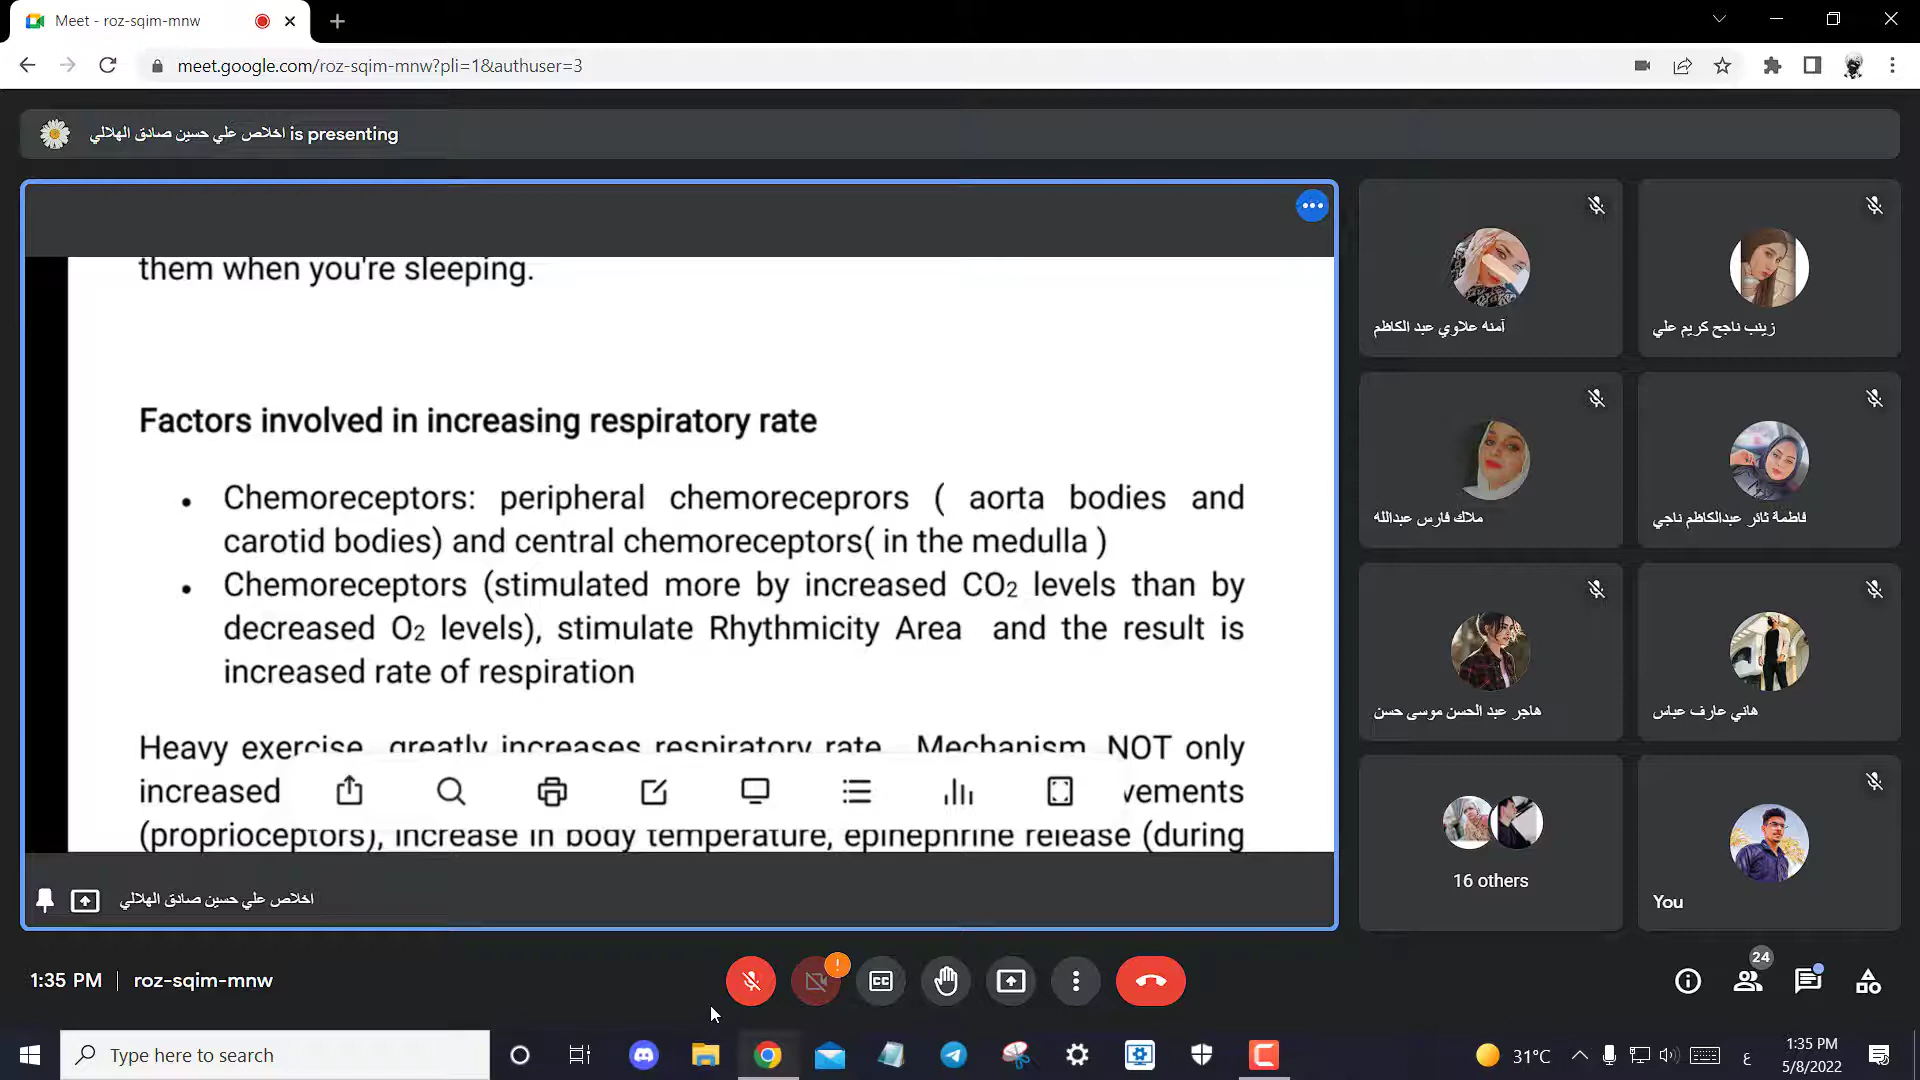 Meet - roz-sqim-mnw
meet.google.com/roz-sqim-mnw?pli=1&authuser=3
اخلاص علي حسين صادق الهلالي is presenting
them when you're sleeping.
Factors involved in increasing respiratory rate
• Chemoreceptors: peripheral chemoreceprors ( aorta bodies and
carotid bodies) and central chemoreceptors( in the medulla )
• Chemoreceptors (stimulated more by increased CO2 levels than by
decreased O2 levels), stimulate Rhythmicity Area and the result is
increased rate of respiration
Heavy exercise greatly increases respiratory rate Mechanism NOT only
increased vements
(proprioceptors), increase in body temperature, epinephrine release (during
اخلاص علي حسين صادق الهلالي
آمنه علاوي عبد الكاظم
زينب ناجح كريم علي
ملاك فارس عبدالله
فاطمة ثائر عبدالكاظم ناجي
هاجر عبد الحسن موسى حسن
هاني عارف عباس
16 others
You
1:35 PM | roz-sqim-mnw
CC
24
Type here to search
31°C
ع
1:35 PM
5/8/2022